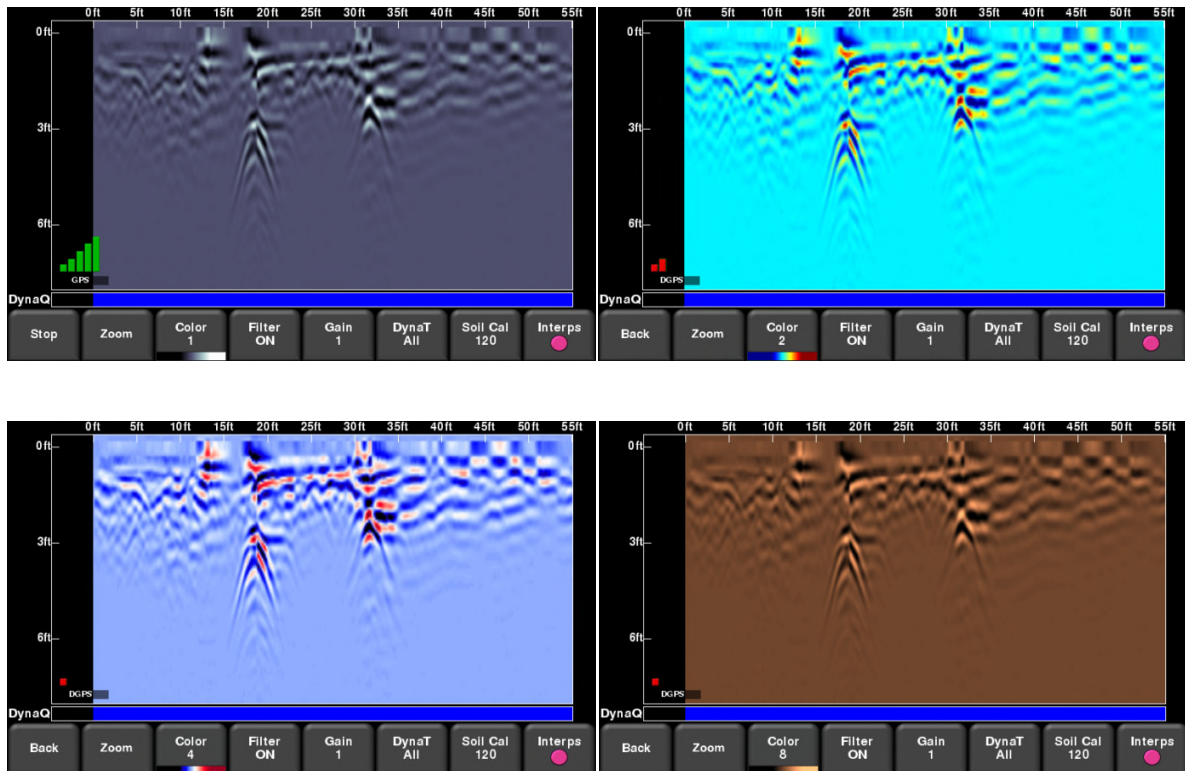 0ft 5ft 10ft 15ft 20ft 25ft 30ft 35ft 40ft 45ft 50ft 55ft
0ft
3ft
6ft
GPS
DynaQ
Stop Zoom Color 1 Filter ON Gain 1 DynaT All Soil Cal 120 Interps
0ft 5ft 10ft 15ft 20ft 25ft 30ft 35ft 40ft 45ft 50ft 55ft
0ft
3ft
6ft
DGPS
DynaQ
Back Zoom Color 2 Filter ON Gain 1 DynaT All Soil Cal 120 Interps
0ft 5ft 10ft 15ft 20ft 25ft 30ft 35ft 40ft 45ft 50ft 55ft
0ft
3ft
6ft
DGPS
DynaQ
Back Zoom Color 4 Filter ON Gain 1 DynaT All Soil Cal 120 Interps
0ft 5ft 10ft 15ft 20ft 25ft 30ft 35ft 40ft 45ft 50ft 55ft
0ft
3ft
6ft
DGPS
DynaQ
Back Zoom Color 8 Filter ON Gain 1 DynaT All Soil Cal 120 Interps